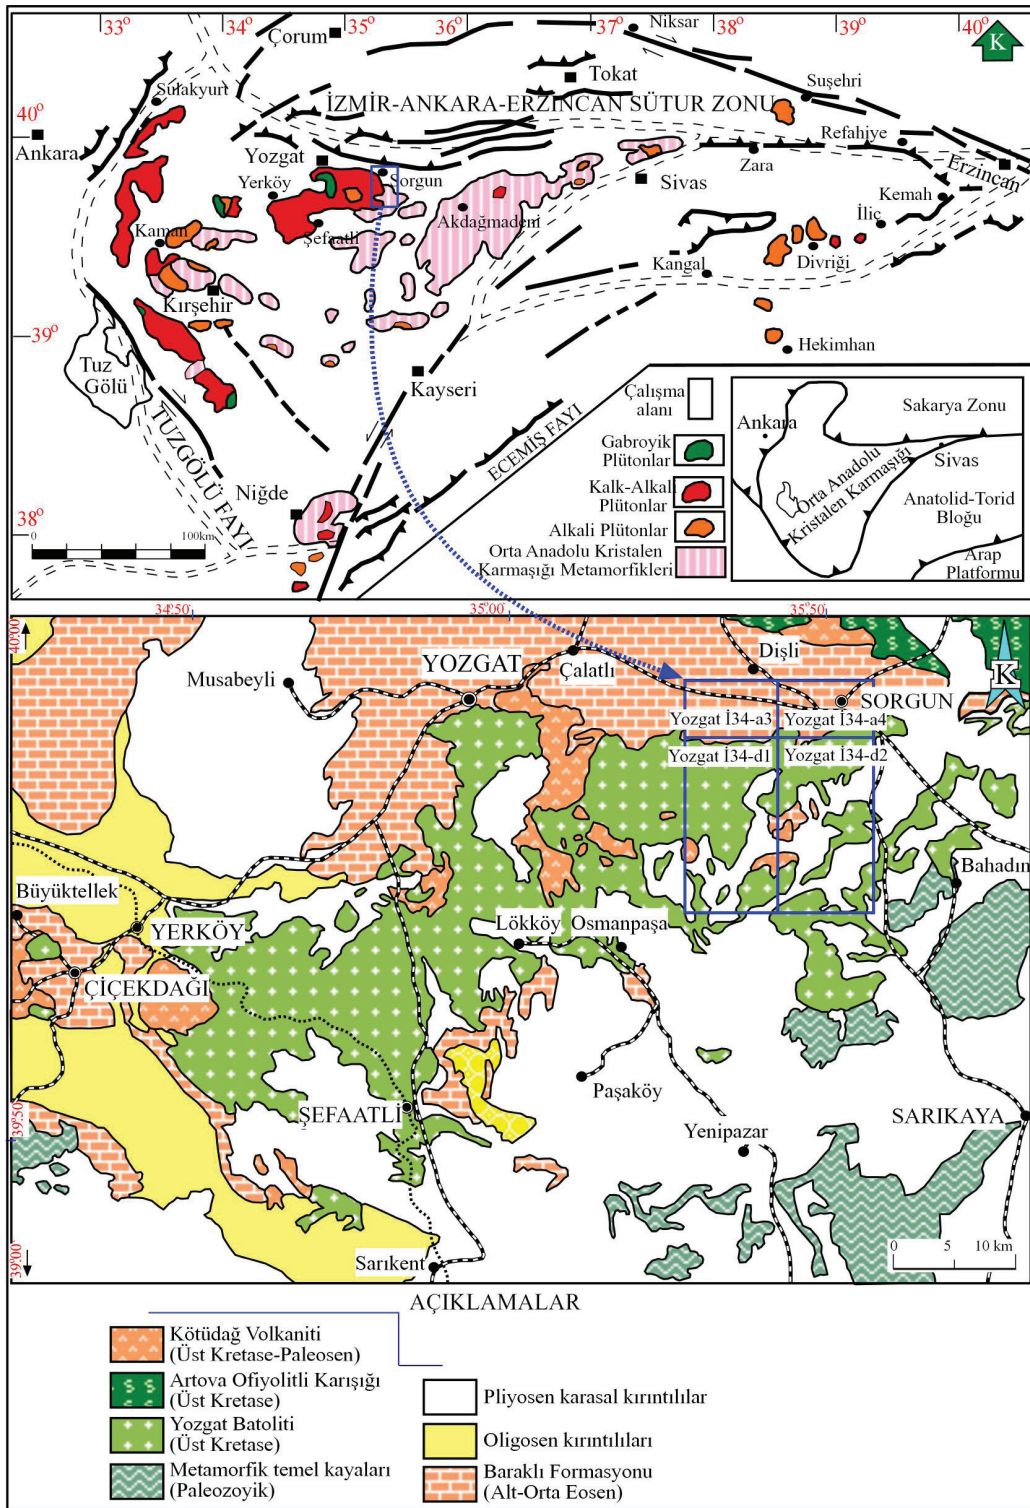 33° 34° 35° 36° 37° 38° 39° 40°
Niksar
Çorum
K
Tokat
Sulakyurt
Suşehri
İZMİR-ANKARA-ERZİNCAN SÜTUR ZONU
40°
Refahiye
Ankara
Yozgat
Zara
Erzincan
Sorgun
Sivas
Yerköy
Kemah
Akdağmadeni
İliç
Kaman
Şefaatli
Divriği
Kangal
Kırşehir
39°
Hekimhan
Tuz
Gölü
Kayseri
TUZGÖLÜ FAYI
ECEMİŞ FAYI
Niğde
38°
0 100km
Çalışma
alanı
Gabroyik
Plütonlar
Kalk-Alkali
Plütonlar
Alkali Plütonlar
Orta Anadolu Kristalen
Karmaşığı Metamorfikleri
Sakarya Zonu
Ankara
Sivas
Orta Anadolu
Kristalen Karmaşığı
Anatolid-Torid
Bloğu
Arap
Platformu
34°50' 35°00' 35°50'
40°00'
Dişli
YOZGAT
Çalatlı
K
Musabeyli
SORGUN
Yozgat İ34-a3 Yozgat İ34-a4
Yozgat İ34-d1 Yozgat İ34-d2
Bahadın
Büyüktellek
YERKÖY
Lökköy Osmanpaşa
ÇİÇEKDAĞI
Paşaköy
39°50'
ŞEFAATLİ
SARIKAYA
Yenipazar
0 5 10 km
39°00'
Sarıkent
AÇIKLAMALAR
Kötüdağ Volkaniti
(Üst Kretase-Paleosen)
Artova Ofiyolitli Karışığı
(Üst Kretase)
Yozgat Batoliti
(Üst Kretase)
Metamorfik temel kayaları
(Paleozoyik)
Pliyosen karasal kırıntılılar
Oligosen kırıntılıları
Baraklı Formasyonu
(Alt-Orta Eosen)